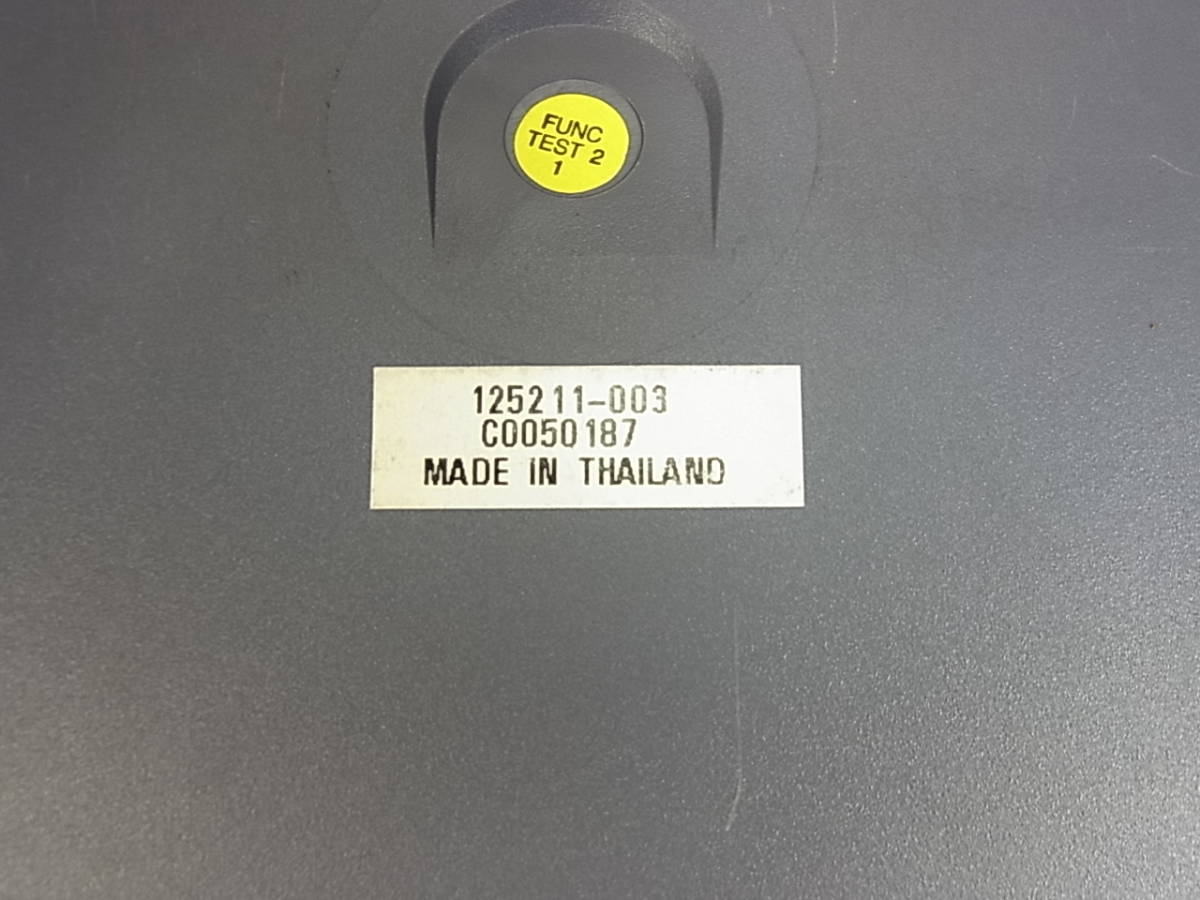 FUNC
TEST 2
1
125211-003
C0050187
MADE IN THAILAND